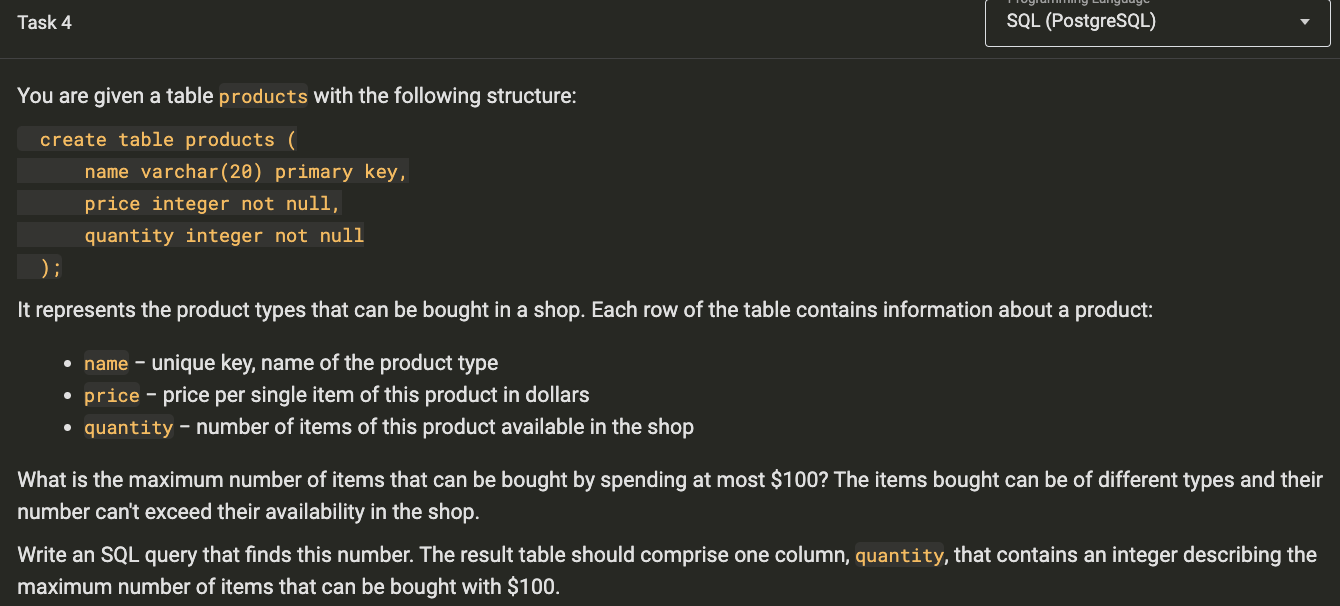 Task 4
Programming Language
SQL (PostgreSQL)
You are given a table products with the following structure:
create table products (
name varchar(20) primary key,
price integer not null,
quantity integer not null
);
It represents the product types that can be bought in a shop. Each row of the table contains information about a product:
• name – unique key, name of the product type
• price – price per single item of this product in dollars
• quantity – number of items of this product available in the shop
What is the maximum number of items that can be bought by spending at most $100? The items bought can be of different types and their
number can't exceed their availability in the shop.
Write an SQL query that finds this number. The result table should comprise one column, quantity, that contains an integer describing the
maximum number of items that can be bought with $100.